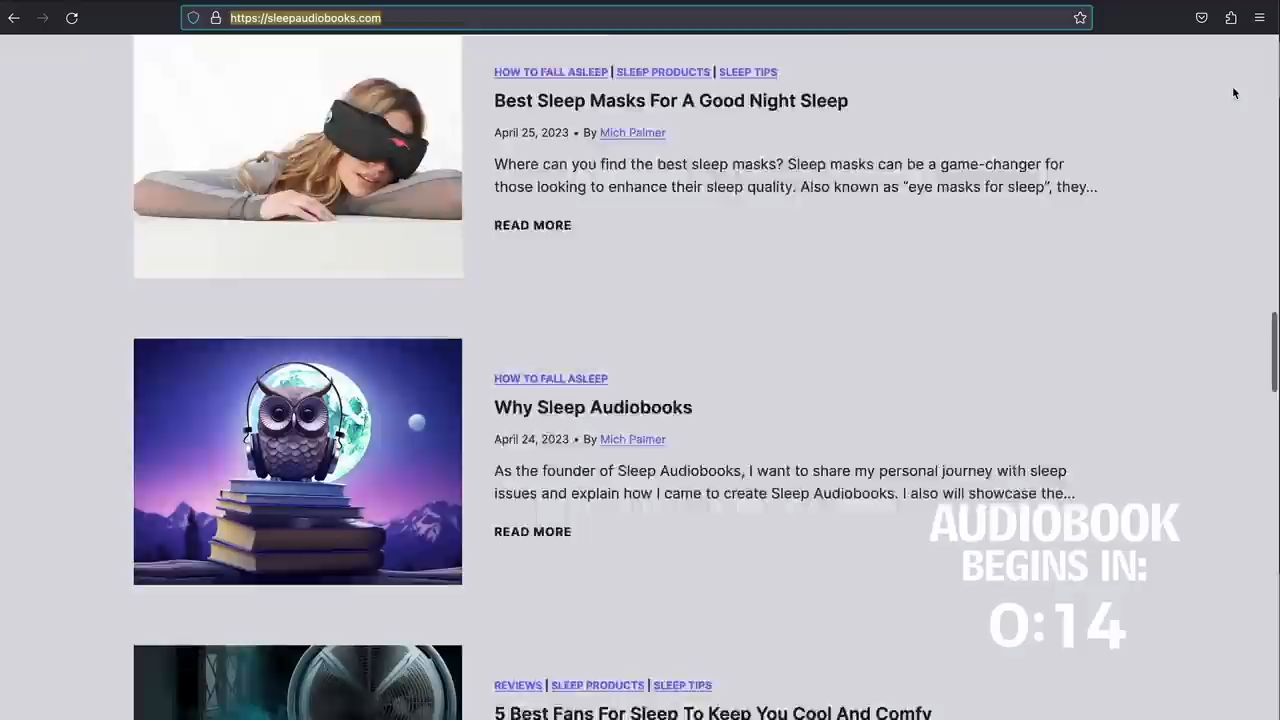 https://sleepaudiobooks.com
HOW TO FALL ASLEEP | SLEEP PRODUCTS | SLEEP TIPS
Best Sleep Masks For A Good Night Sleep
April 25, 2023 • By Mich Palmer
Where can you find the best sleep masks? Sleep masks can be a game-changer for
those looking to enhance their sleep quality. Also known as “eye masks for sleep”, they...
READ MORE
HOW TO FALL ASLEEP
Why Sleep Audiobooks
April 24, 2023 • By Mich Palmer
As the founder of Sleep Audiobooks, I want to share my personal journey with sleep
issues and explain how I came to create Sleep Audiobooks. I also will showcase the...
READ MORE
AUDIOBOOK
BEGINS IN:
0:14
REVIEWS | SLEEP PRODUCTS | SLEEP TIPS
5 Best Fans For Sleep To Keep You Cool And Comfy